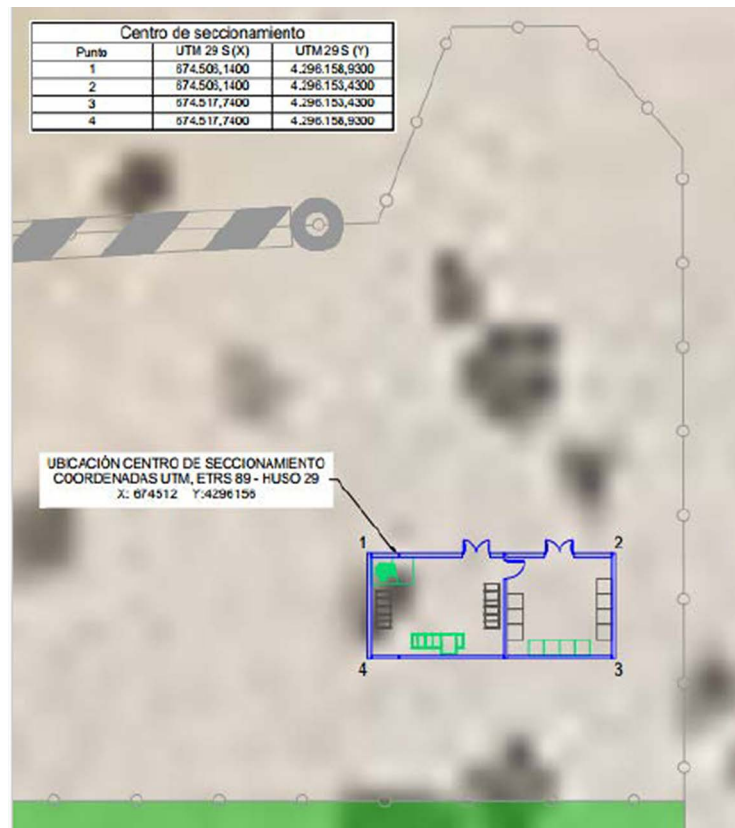 Centro de seccionamiento
Punto UTM 29 S (X) UTM 29 S (Y)
1 674.506,1400 4.296.158,9300
2 674.506,1400 4.296.153,4300
3 674.517,7400 4.296.153,4300
4 674.517,7400 4.296.158,9300
UBICACIÓN CENTRO DE SECCIONAMIENTO
COORDENADAS UTM, ETRS 89 - HUSO 29
X: 674512 Y:4296156
1 2
4 3